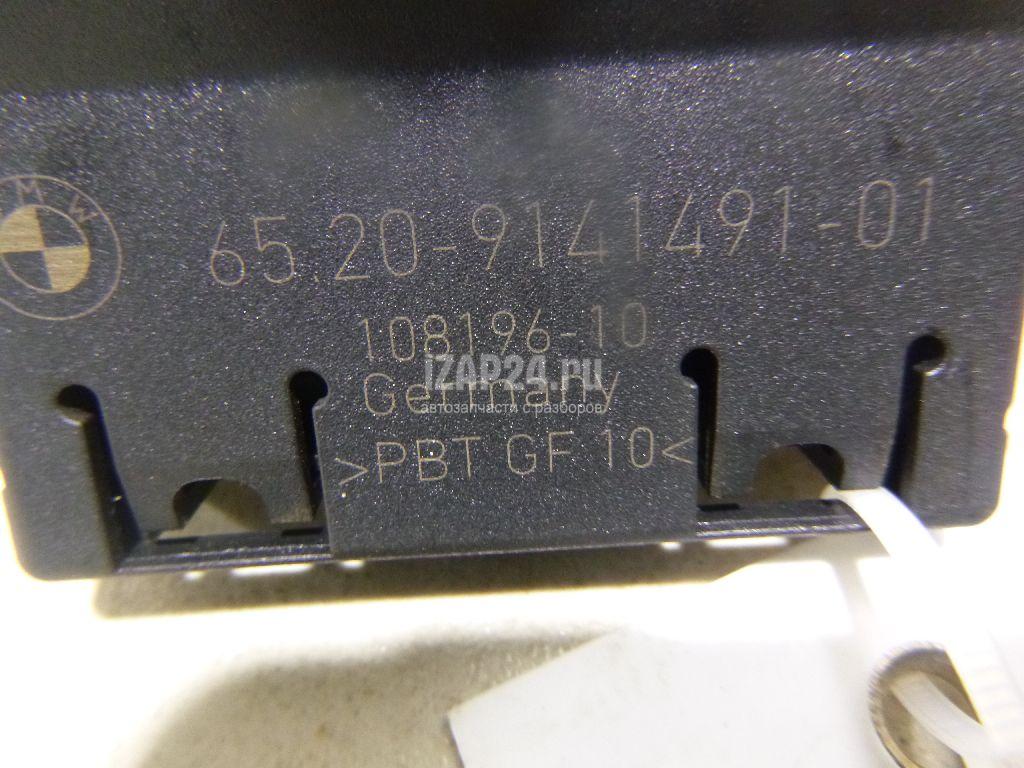 BMW
65.20-9141491-01
108196-10
iZAP24.ru
Germany
автозапчасти с разборов
>PBT GF 10<